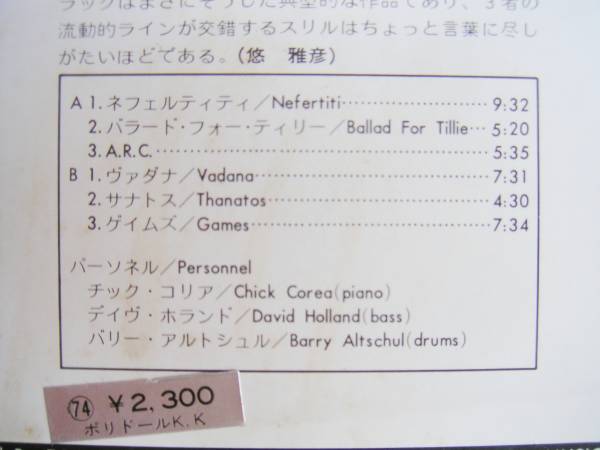 ラックはまさにそうした典型的な作品であり、3者の
流動的ラインが交錯するスリルはちょっと言葉に尽し
がたいほどである。(悠 雅彦)
A 1. ネフェルティティ/Nefertiti……………………9:32
2. バラード・フォー・ティリー/Ballad For Tillie…5:20
3. A.R.C.……………………………………………5:35
B 1. ヴァダナ/Vadana………………………………7:31
2. サナトス/Thanatos……………………………4:30
3. ゲイムズ/Games………………………………7:34
パーソネル/Personnel
チック・コリア/Chick Corea(piano)
デイヴ・ホランド/David Holland(bass)
バリー・アルトシュル/Barry Altschul(drums)
74 ¥2,300
ポリドールK.K